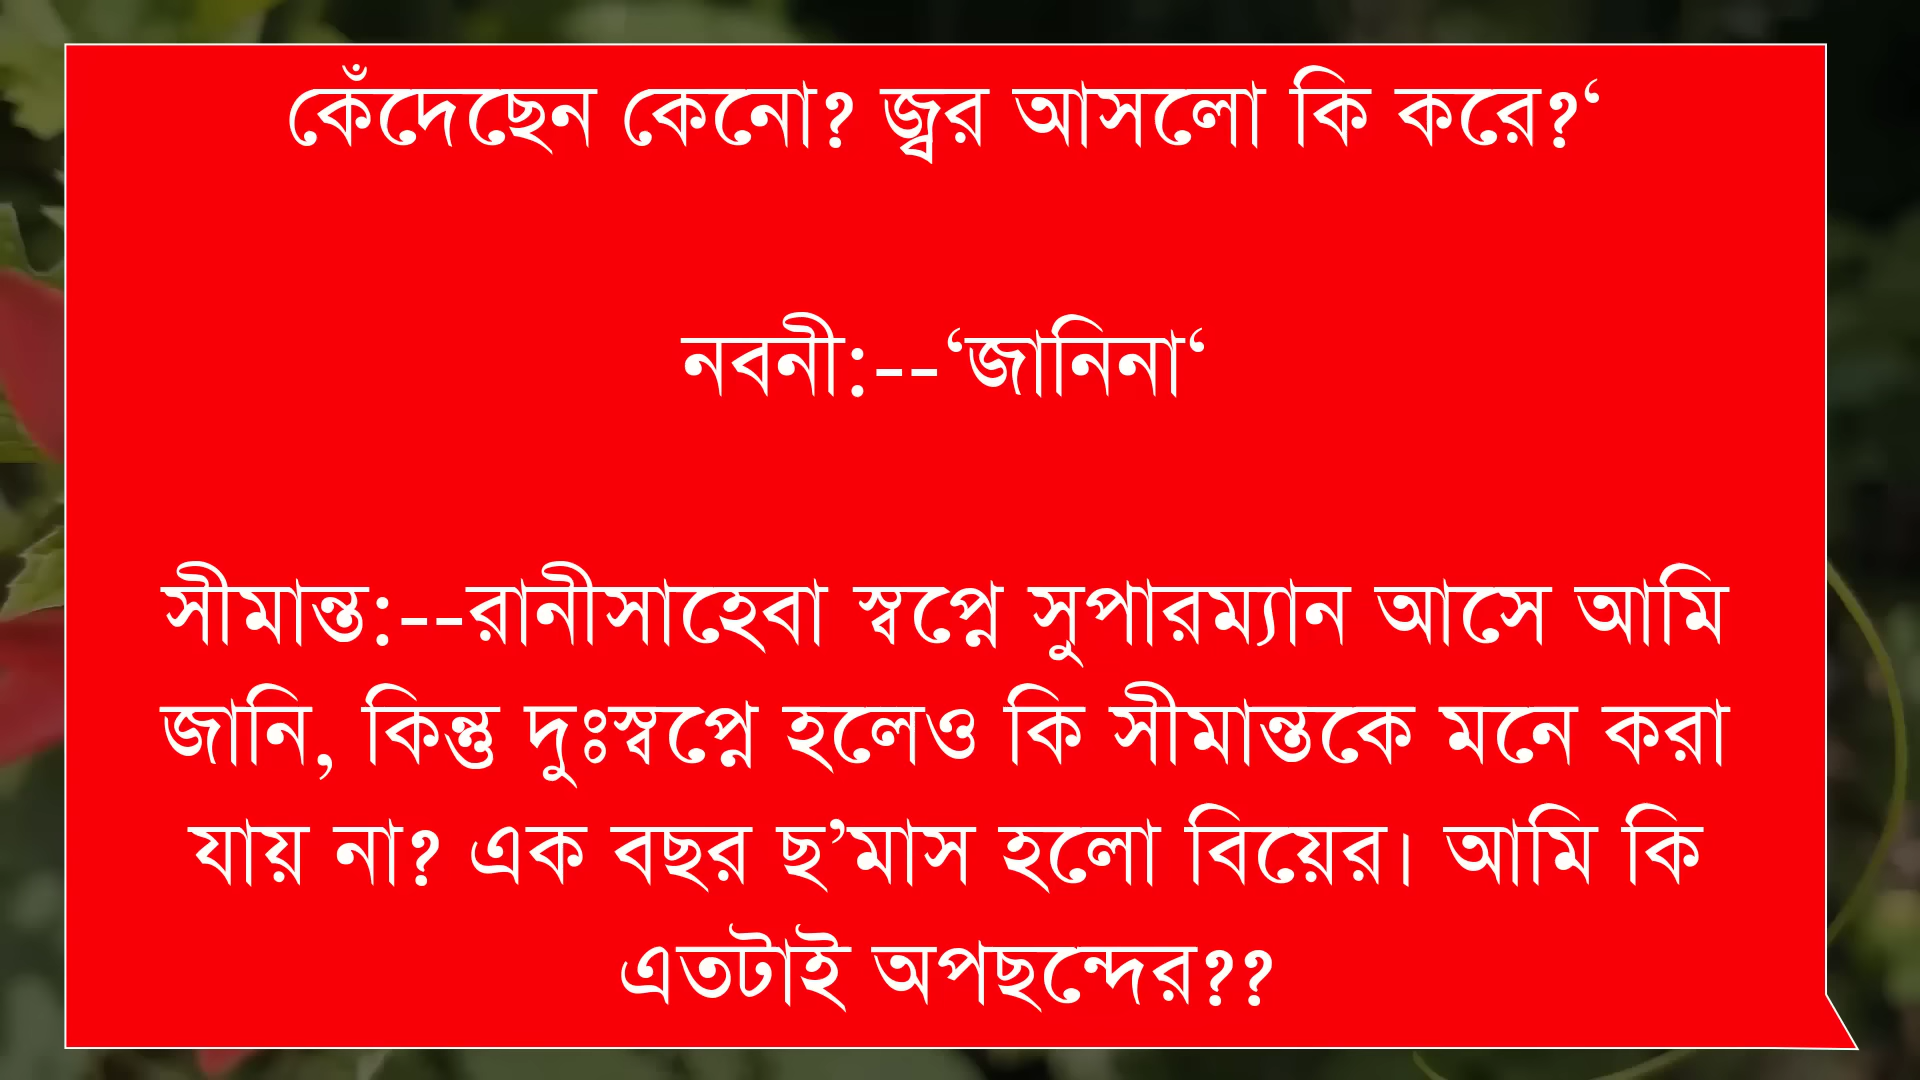 কেঁদেছেন কেনো? জ্বর আসলো কি করে?‘
নবনী:--‘জানিনা‘
সীমান্ত:--রানীসাহেবা স্বপ্নে সুপারম্যান আসে আমি
জানি, কিন্তু দুঃস্বপ্নে হলেও কি সীমান্তকে মনে করা
যায় না? এক বছর ছ’মাস হলো বিয়ের। আমি কি
এতটাই অপছন্দের??